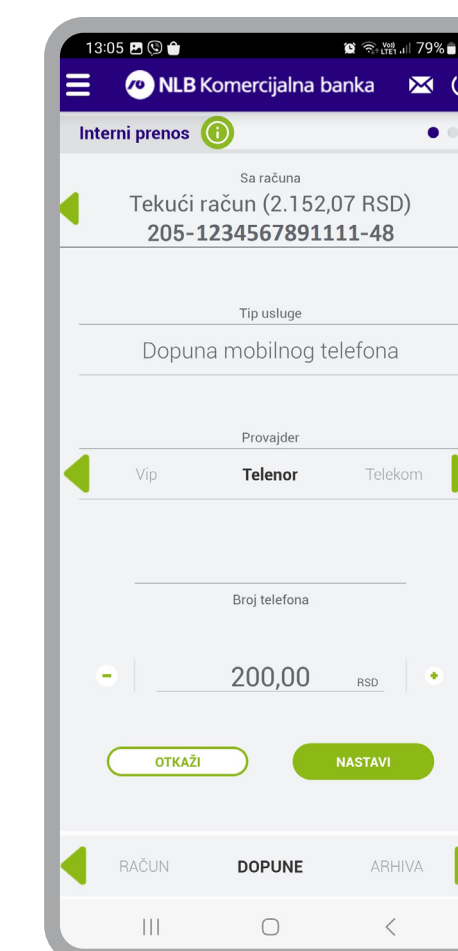 13:05 VoI) LTE1 79%
NLB Komercijalna banka
Interni prenos i
Sa računa
Tekući račun (2.152,07 RSD)
205-1234567891111-48
Tip usluge
Dopuna mobilnog telefona
Provajder
Vip Telenor Telekom
Broj telefona
- 200,00 RSD +
OTKAŽI NASTAVI
RAČUN DOPUNE ARHIVA